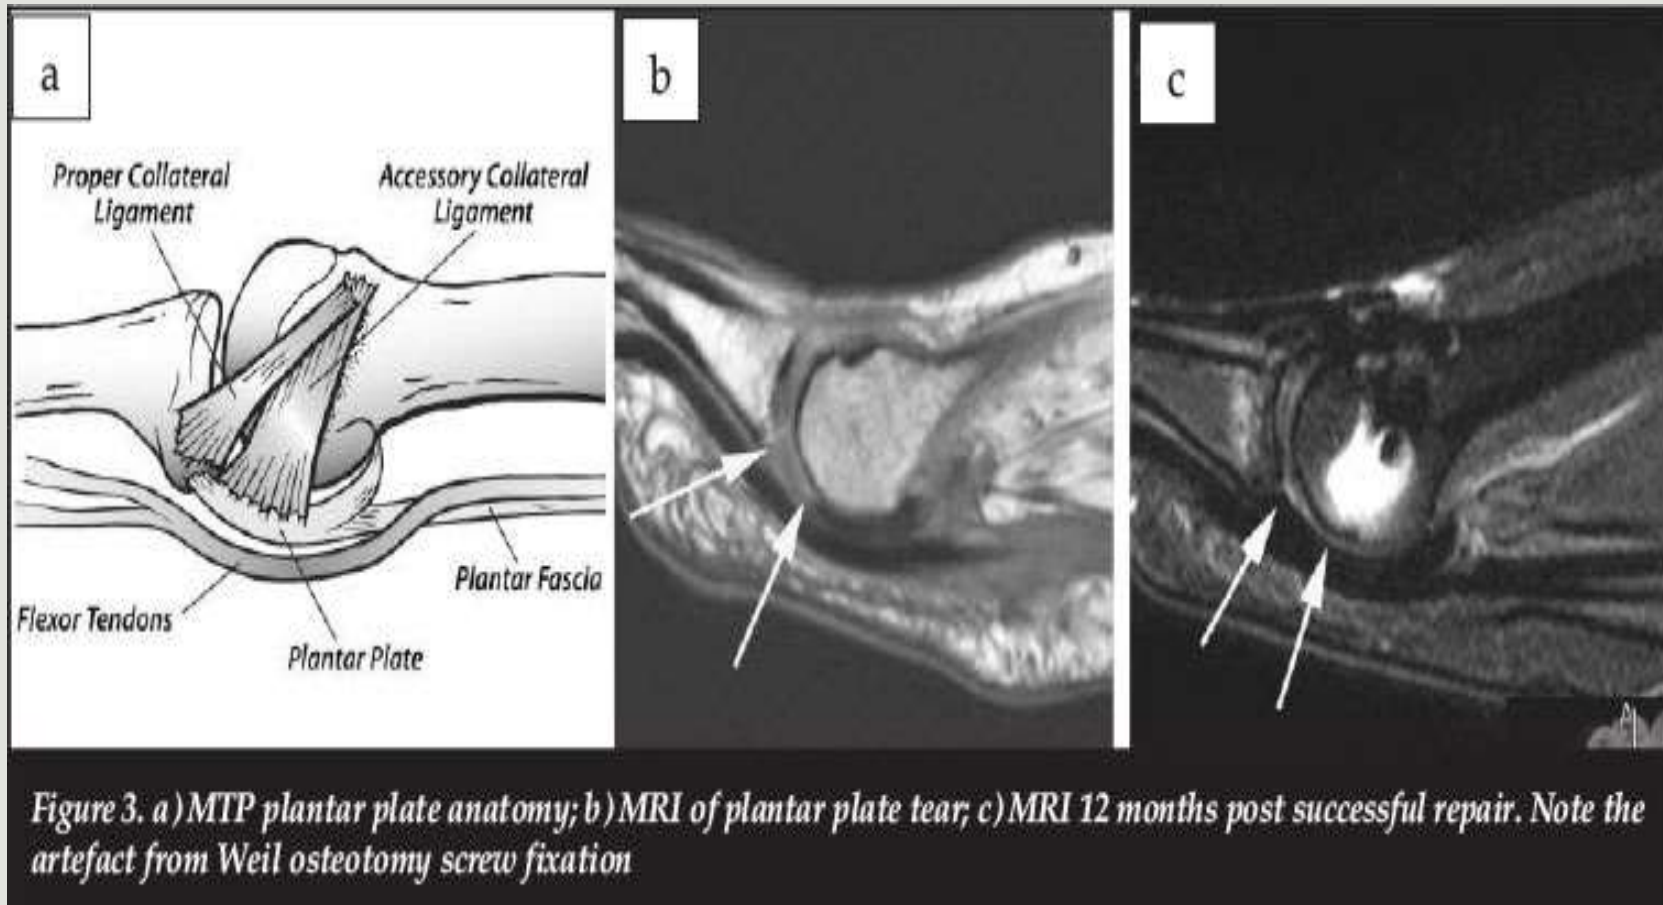 a
b
c
Proper Collateral
Ligament
Accessory Collateral
Ligament
Plantar Fascia
Flexor Tendons
Plantar Plate
Figure 3. a) MTP plantar plate anatomy; b) MRI of plantar plate tear; c) MRI 12 months post successful repair. Note the
artefact from Weil osteotomy screw fixation